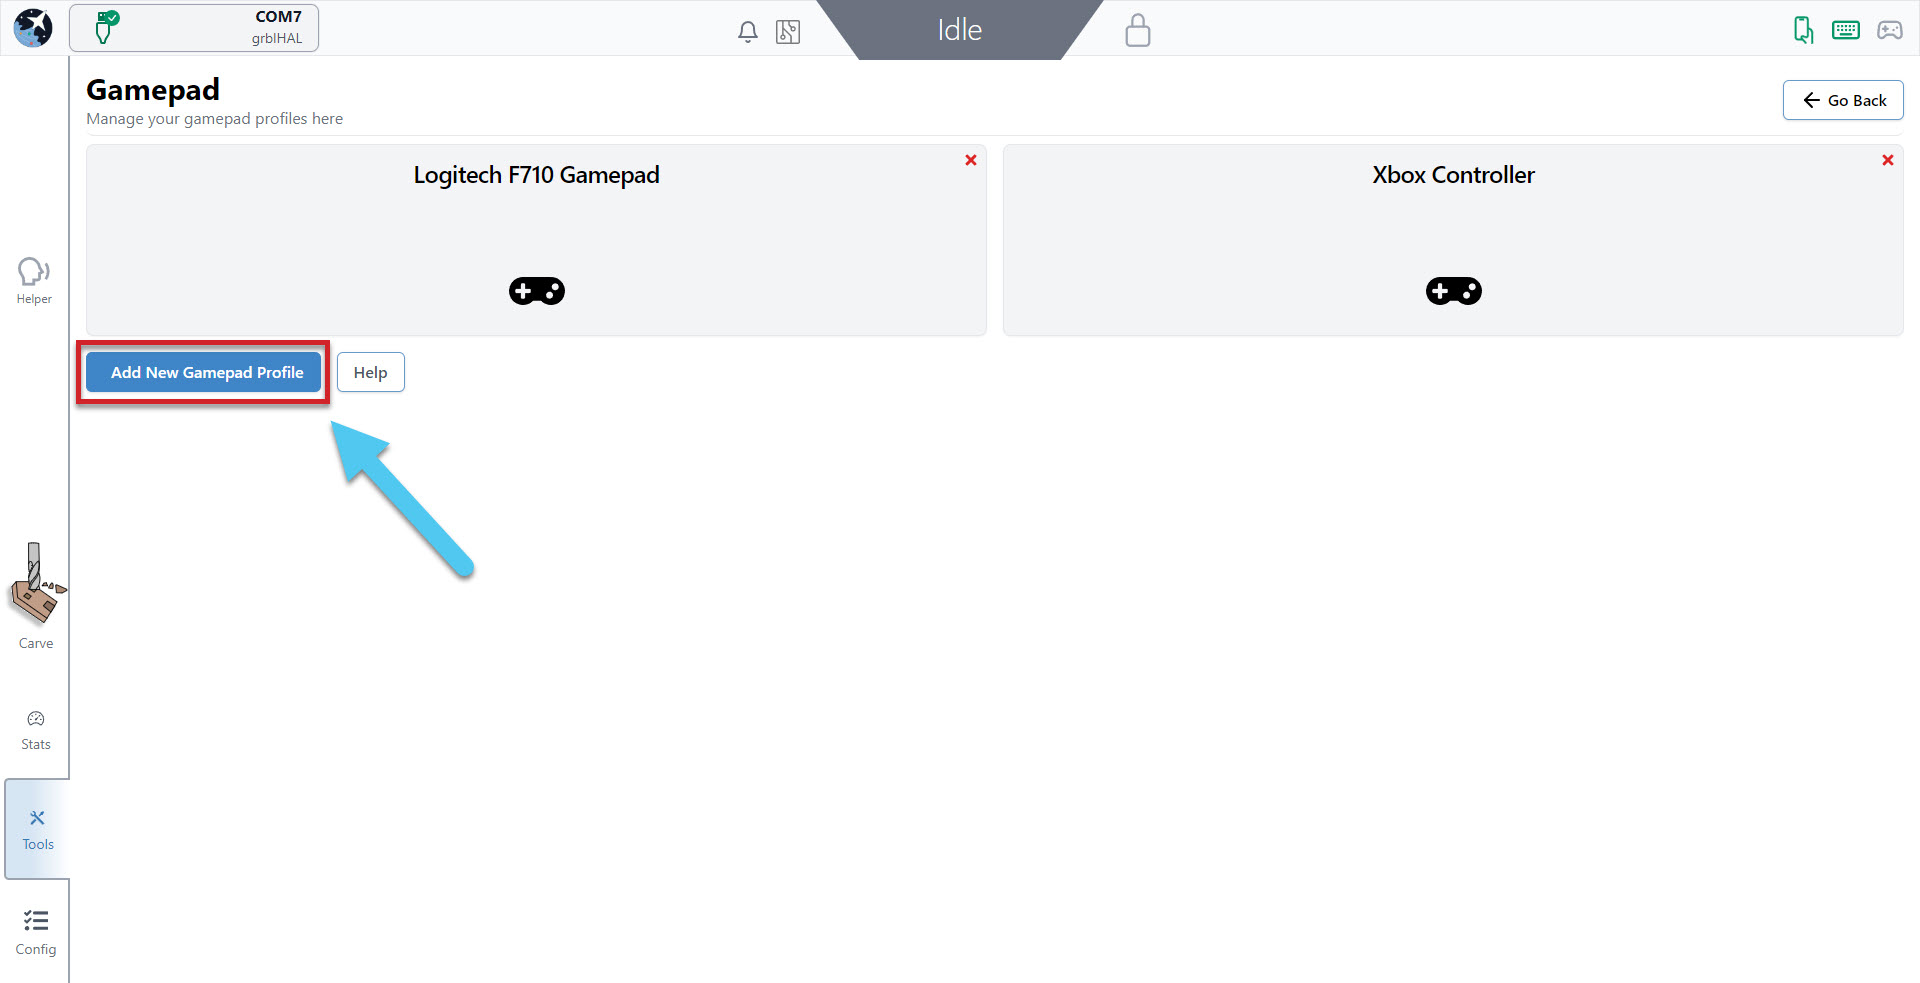 COM7
grblHAL
Idle
Gamepad
Manage your gamepad profiles here
Go Back
Logitech F710 Gamepad
Xbox Controller
Helper
Add New Gamepad Profile
Help
Carve
Stats
Tools
Config